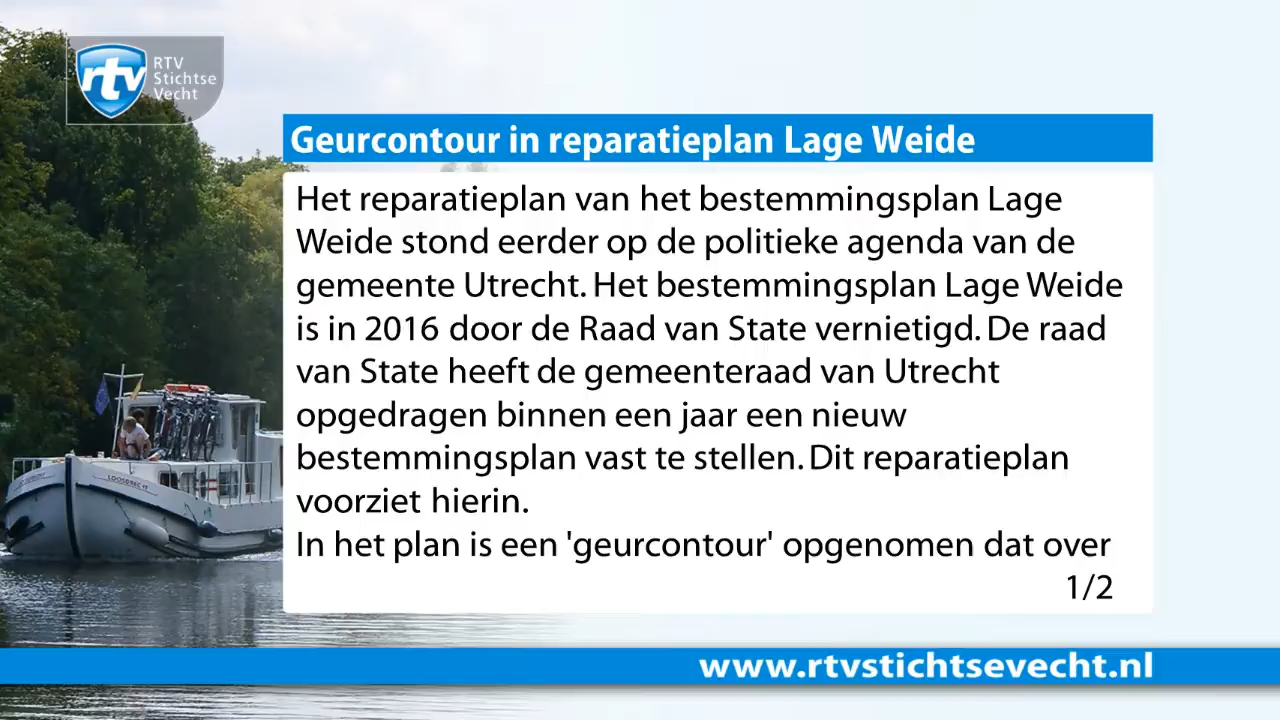 rtv
RTV
Stichtse
Vecht
Geurcontour in reparatieplan Lage Weide
Het reparatieplan van het bestemmingsplan Lage
Weide stond eerder op de politieke agenda van de
gemeente Utrecht. Het bestemmingsplan Lage Weide
is in 2016 door de Raad van State vernietigd. De raad
van State heeft de gemeenteraad van Utrecht
opgedragen binnen een jaar een nieuw
bestemmingsplan vast te stellen. Dit reparatieplan
voorziet hierin.
In het plan is een 'geurcontour' opgenomen dat over
1/2
www.rtvstichtsevecht.nl